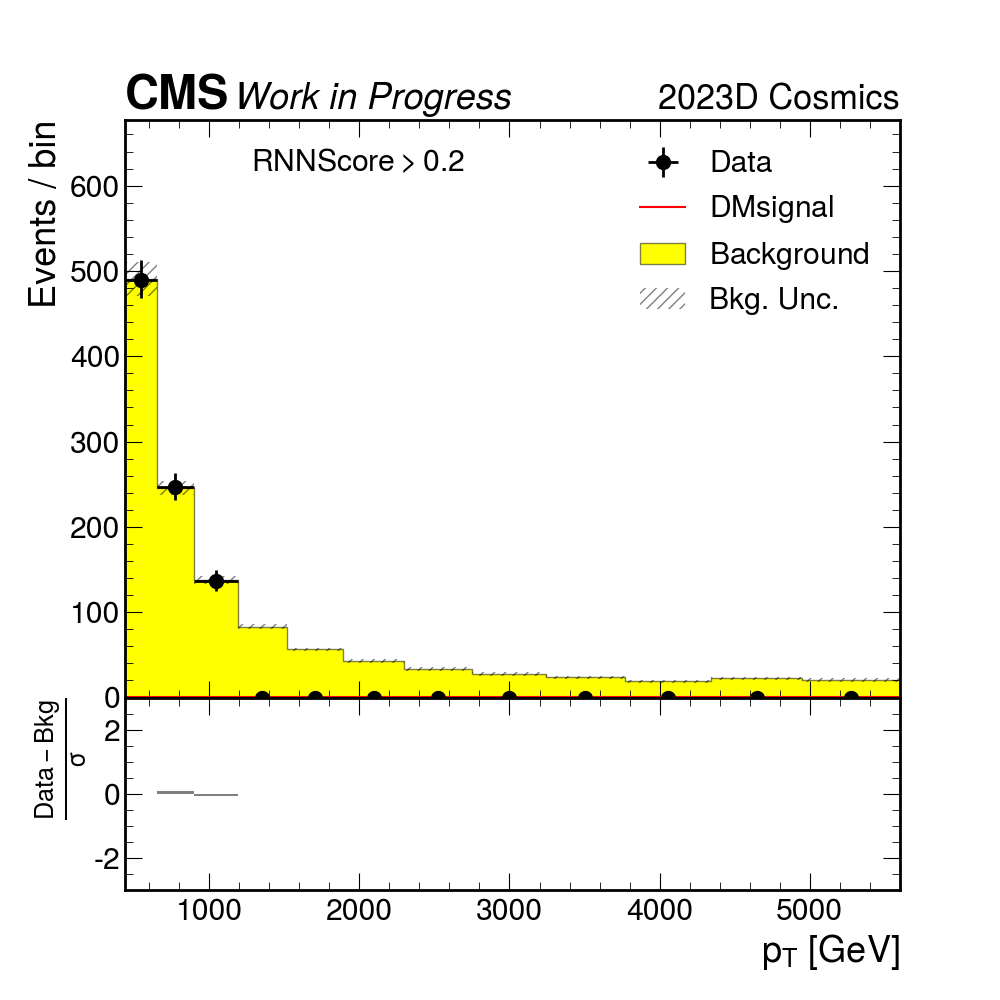 CMS Work in Progress 2023D Cosmics
Events / bin
RNNScore > 0.2
Data
DMsignal
Background
Bkg. Unc.
600
500
400
300
200
100
0
Data – Bkg
σ
2
0
-2
1000 2000 3000 4000 5000
pT [GeV]